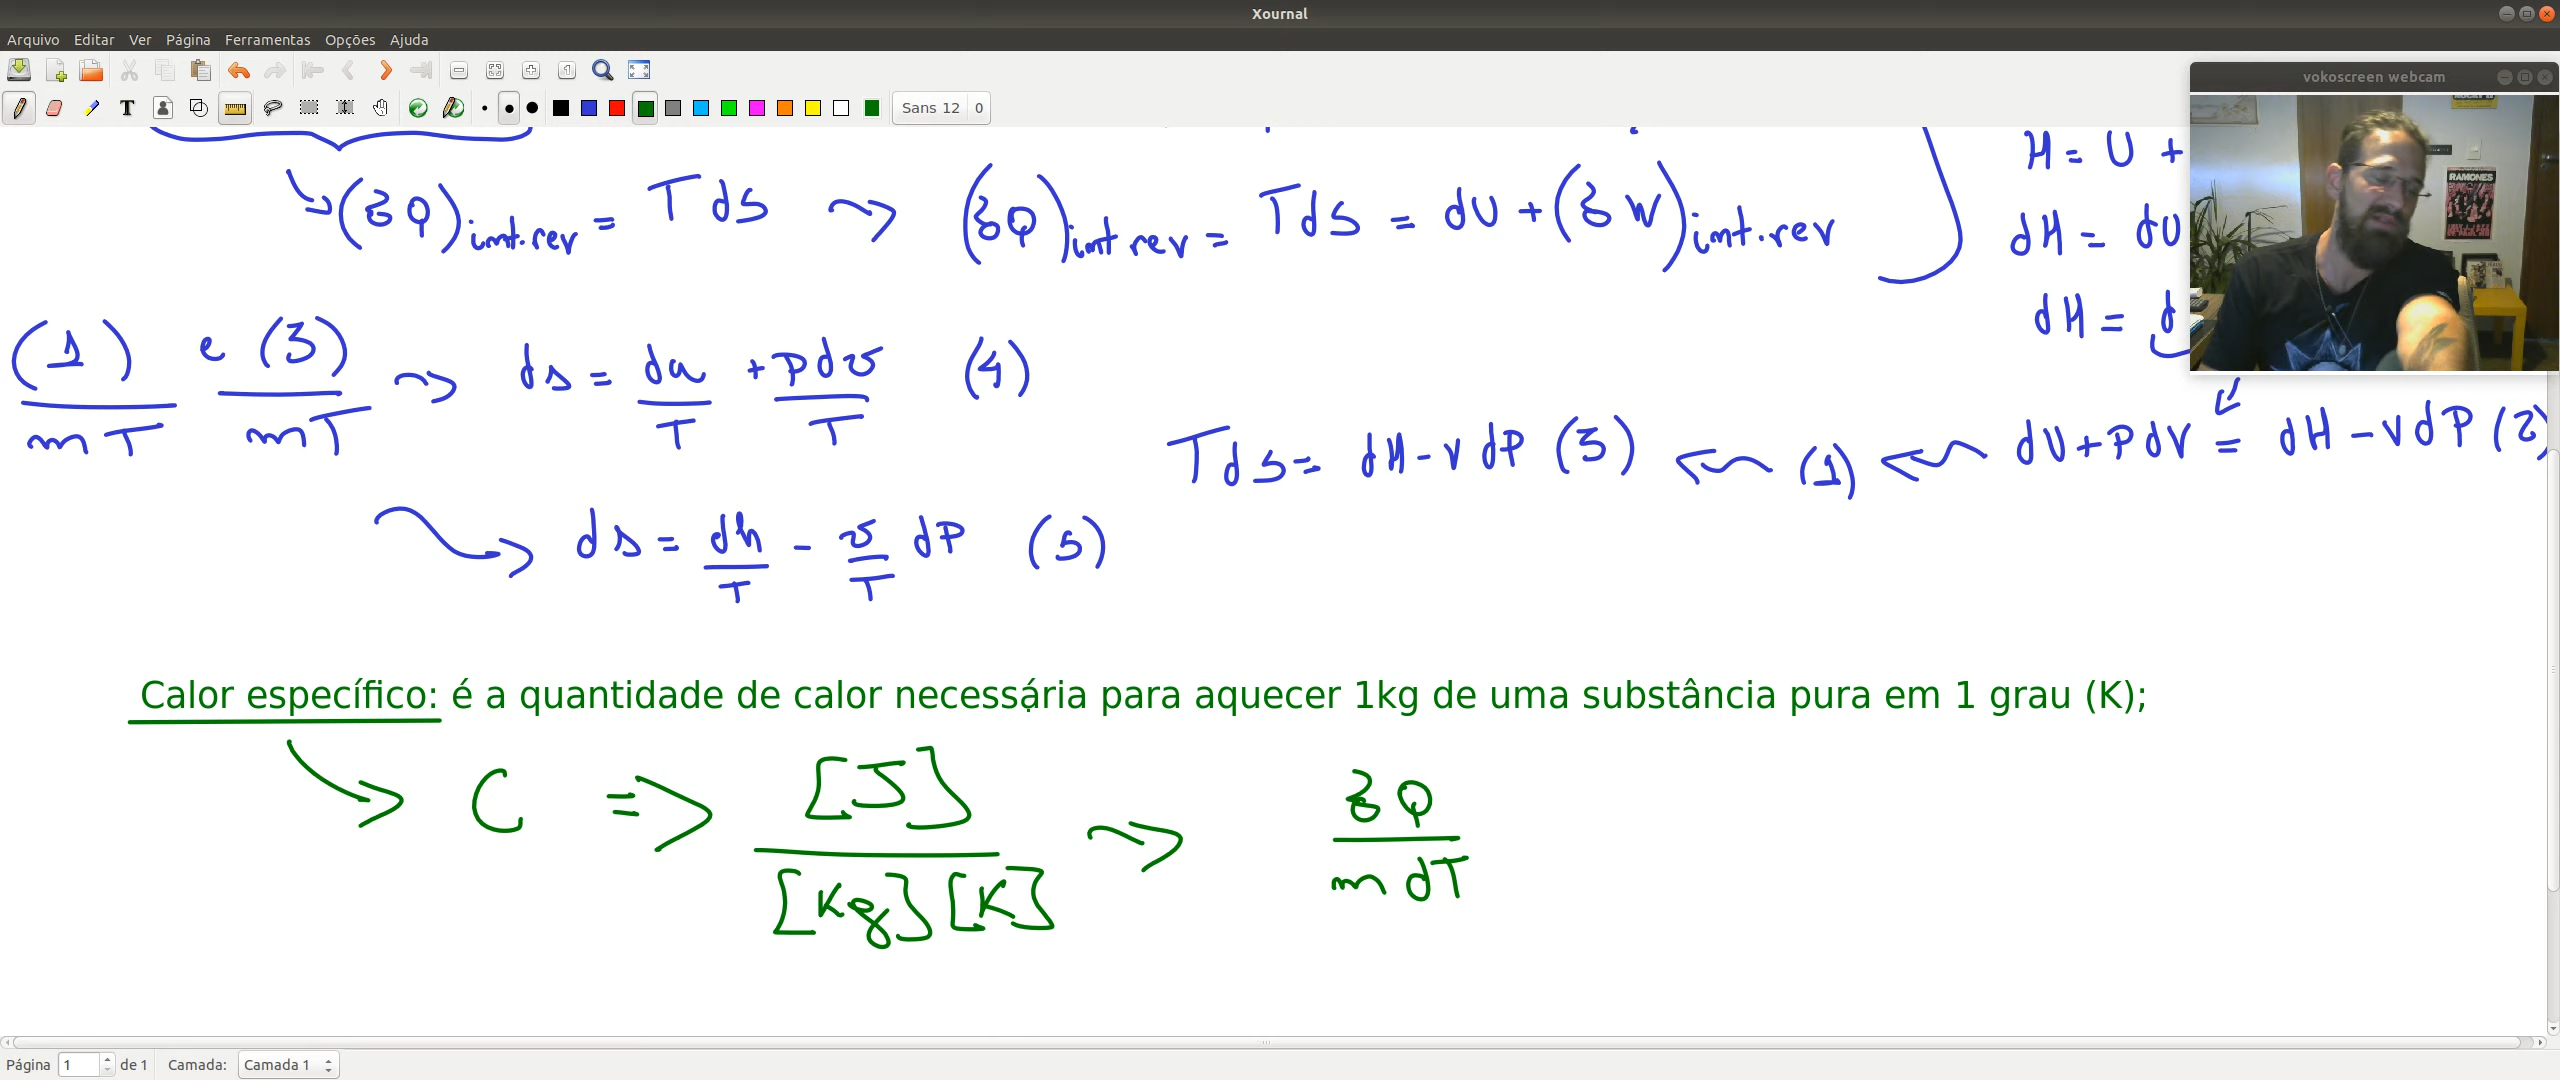 Xournal
Arquivo Editar Ver Página Ferramentas Opções Ajuda
Sans 12 0
vokoscreen webcam
RAMONES
H = U +
(δQ)int.rev = TdS ⤳ (δQ)int rev = TdS = dU + (δW)int.rev
dH = dU
dH = d
(1)/mT e (3)/mT ⤳ ds = du/T + pdv/T (4)
Tds = dH - VdP (3) ⬿ (1) ⬿ dU + PdV = dH - VdP (2)
ds = dh/T - v/T dP (5)
Calor específico: é a quantidade de calor necessária para aquecer 1kg de uma substância pura em 1 grau (K);
C => [J]/[Kg][K] ⤳ δQ/m dT
Página 1 de 1 Camada: Camada 1